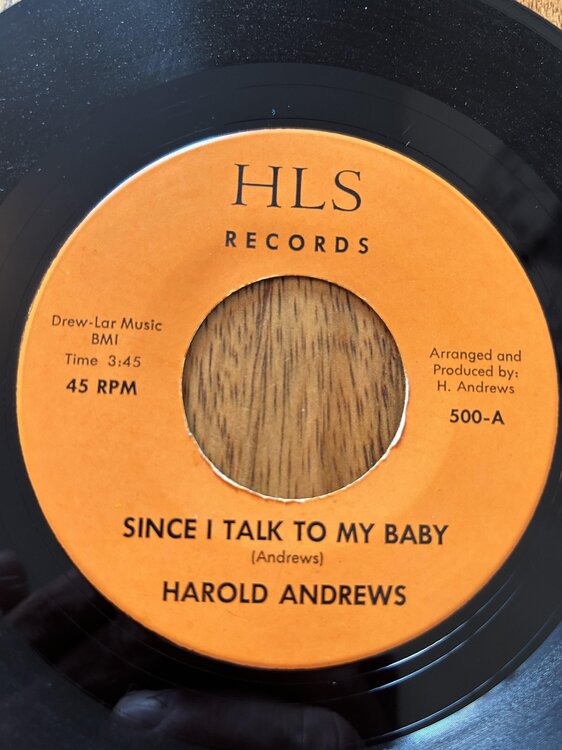 HLS
RECORDS
Drew-Lar Music
BMI
Time 3:45
45 RPM
Arranged and
Produced by:
H. Andrews
500-A
SINCE I TALK TO MY BABY
(Andrews)
HAROLD ANDREWS